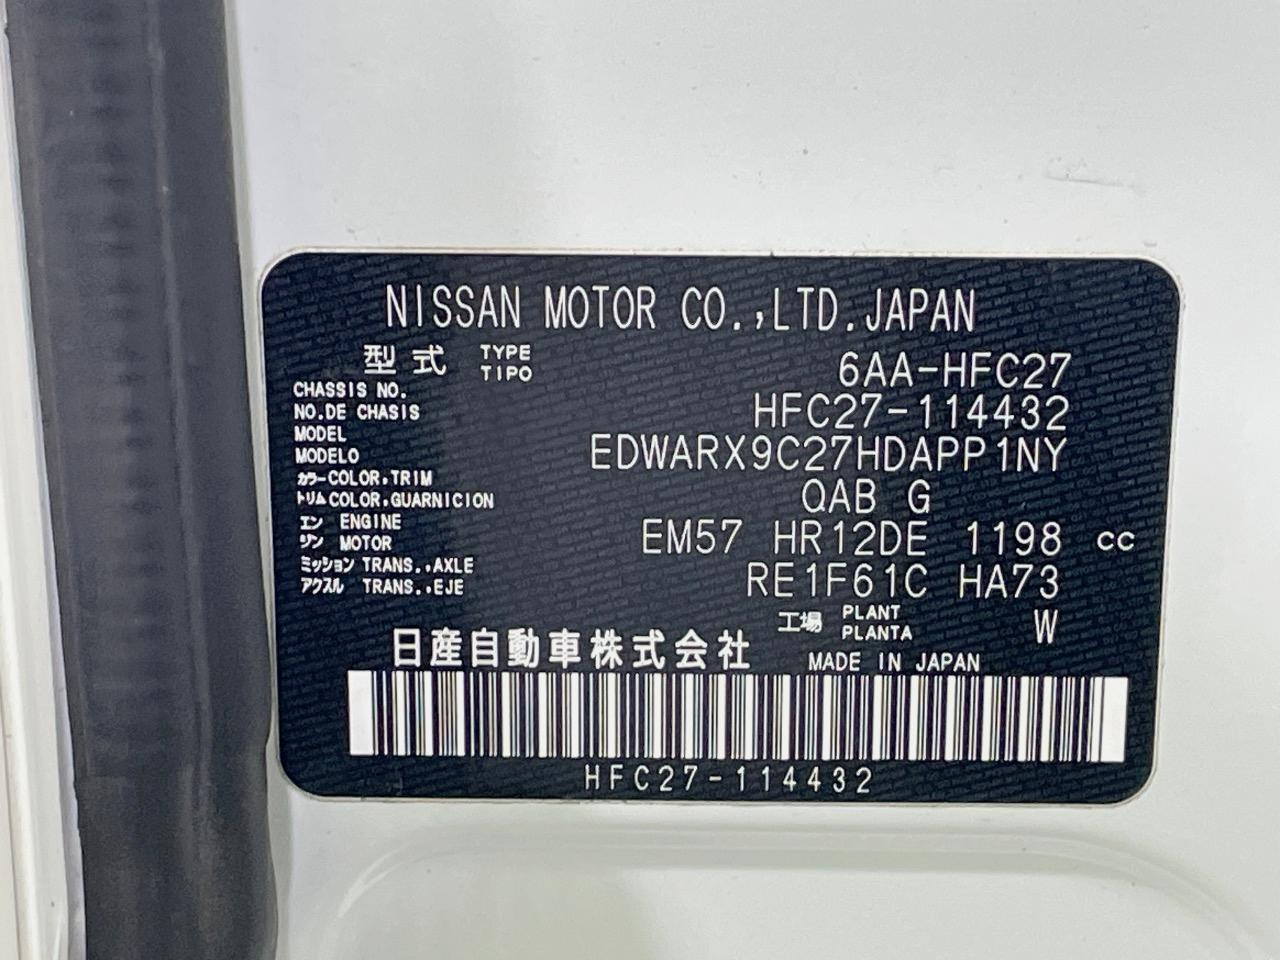 NISSAN MOTOR CO.,LTD.JAPAN
型式 TYPE TIPO 6AA-HFC27
CHASSIS NO.
NO.DE CHASIS HFC27-114432
MODEL
MODELO EDWARX9C27HDAPP1NY
カラー COLOR,TRIM
トリム COLOR,GUARNICION QAB G
エン ENGINE
ジン MOTOR EM57 HR12DE 1198 cc
ミッション TRANS.,AXLE
アクスル TRANS.,EJE RE1F61C HA73
工場 PLANT PLANTA W
日産自動車株式会社 MADE IN JAPAN
HFC27-114432